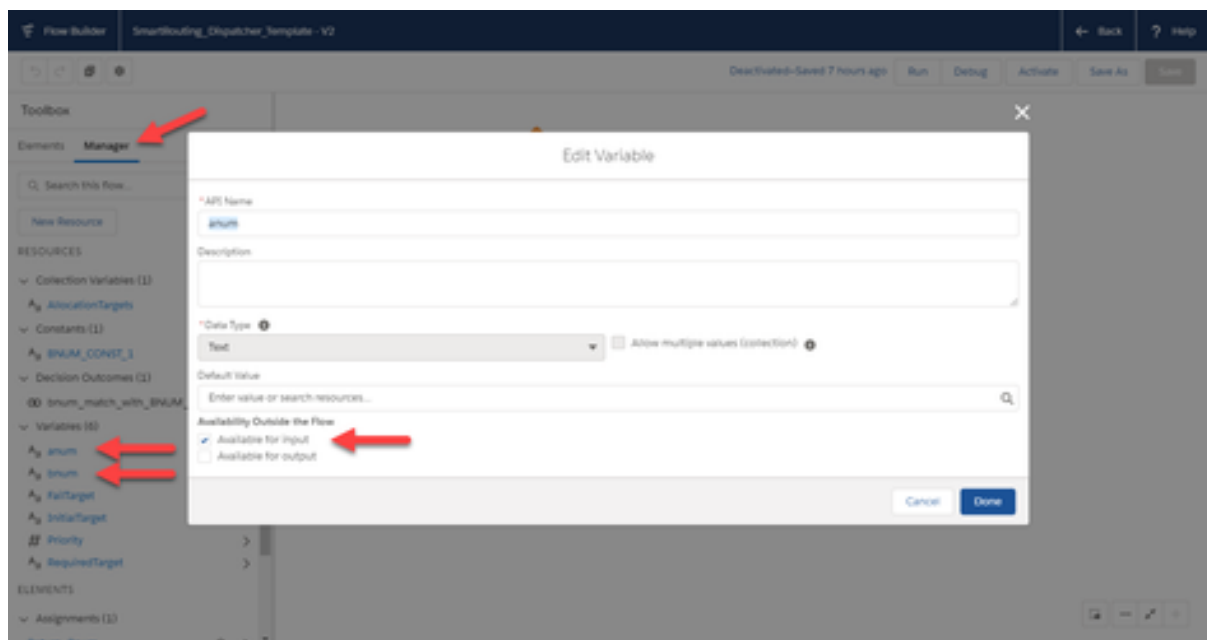 Flow Builder SmartRouting_Dispatcher_Template - V2 Back Help
Deactivated—Saved 7 hours ago Run Debug Activate Save As Save
Toolbox
Elements Manager
Search this flow...
New Resource
RESOURCES
Collection Variables (1)
AllocationTargets
Constants (1)
BNUM_CONST_1
Decision Outcomes (1)
bnum_match_with_BNUM_
Variables (6)
anum
bnum
FailTarget
InitialTarget
Priority
RequiredTarget
ELEMENTS
Assignments (1)
Edit Variable
*API Name
anum
Description
*Data Type
Text
Allow multiple values (collection)
Default Value
Enter value or search resources...
Availability Outside the Flow
Available for input
Available for output
Cancel Done